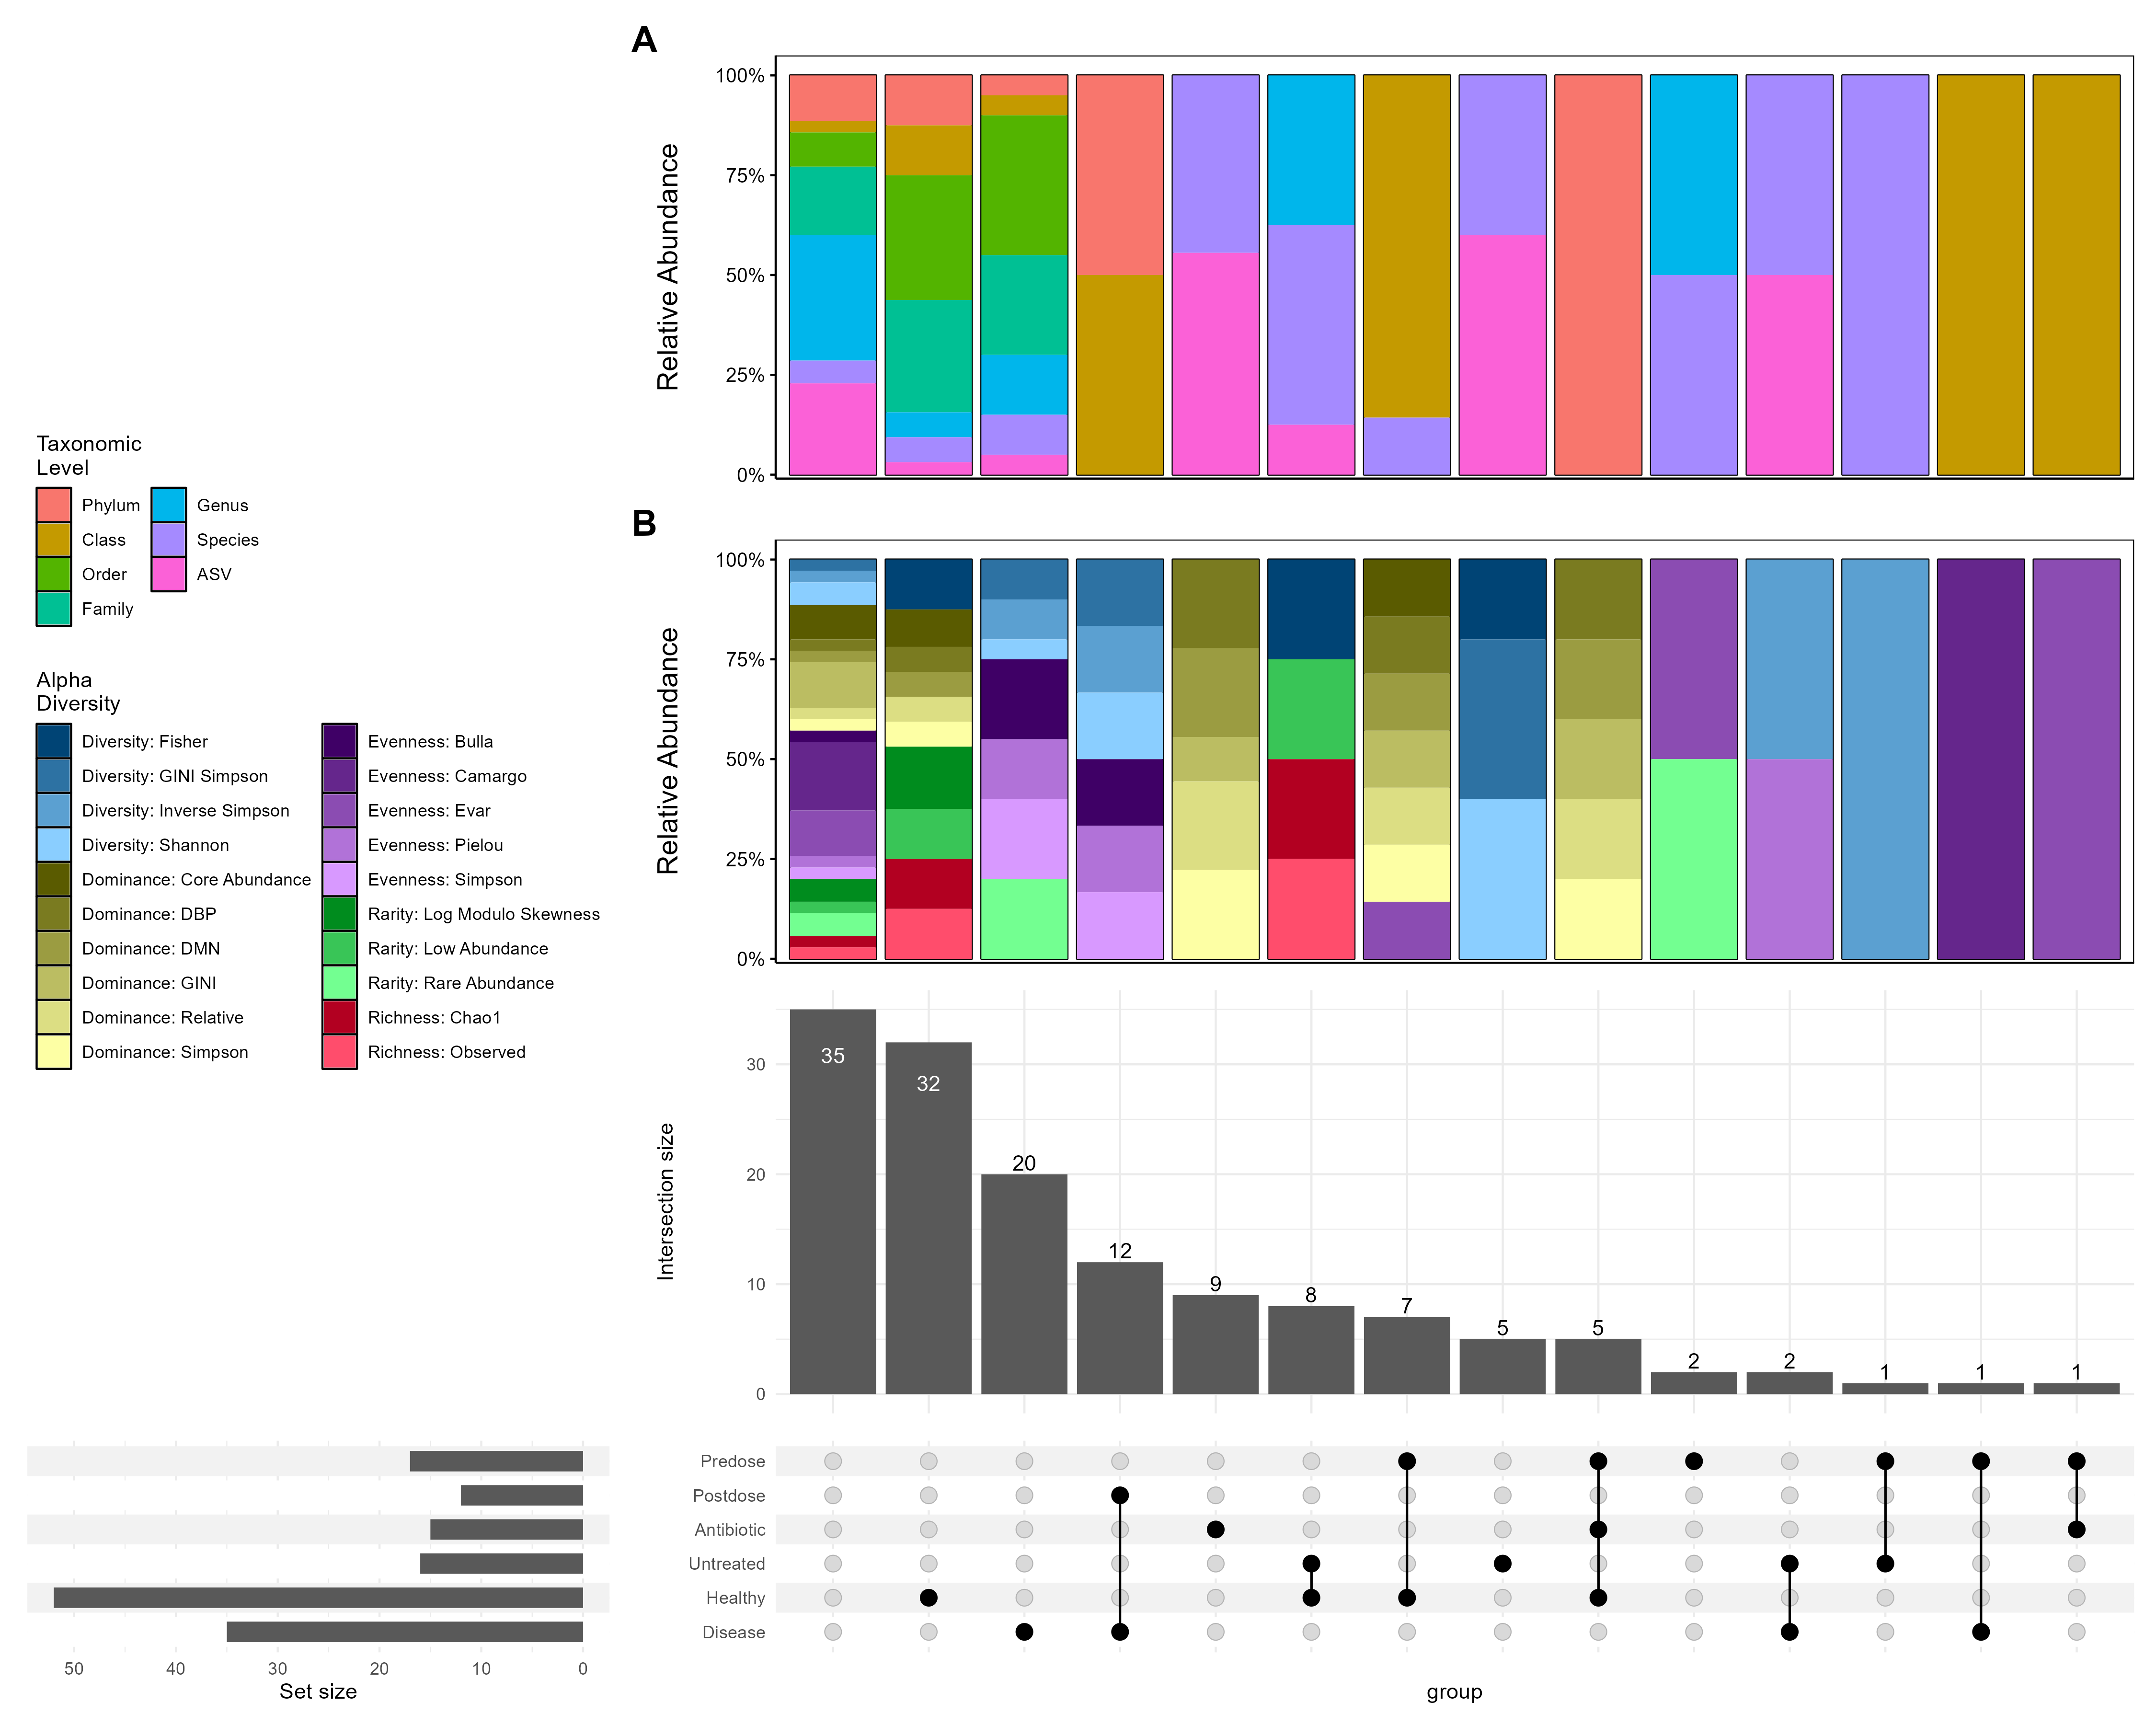 A
Relative Abundance
100%
75%
50%
25%
0%
Taxonomic
Level
Phylum
Class
Order
Family
Genus
Species
ASV
B
Relative Abundance
100%
75%
50%
25%
0%
Alpha
Diversity
Diversity: Fisher
Diversity: GINI Simpson
Diversity: Inverse Simpson
Diversity: Shannon
Dominance: Core Abundance
Dominance: DBP
Dominance: DMN
Dominance: GINI
Dominance: Relative
Dominance: Simpson
Evenness: Bulla
Evenness: Camargo
Evenness: Evar
Evenness: Pielou
Evenness: Simpson
Rarity: Log Modulo Skewness
Rarity: Low Abundance
Rarity: Rare Abundance
Richness: Chao1
Richness: Observed
Intersection size
30
20
10
0
35
32
20
12
9
8
7
5
5
2
2
1
1
1
Predose
Postdose
Antibiotic
Untreated
Healthy
Disease
50 40 30 20 10 0
Set size
group